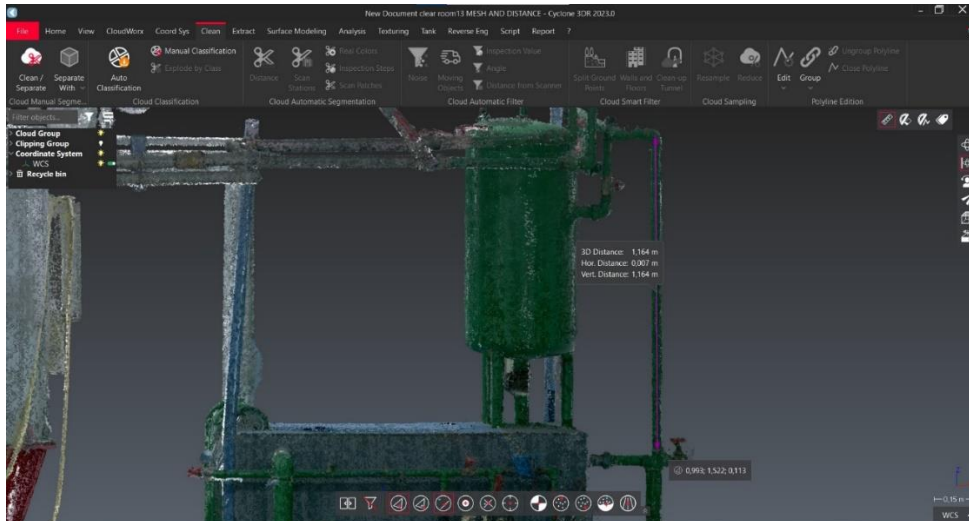 New Document clear room13 MESH AND DISTANCE - Cyclone 3DR 2023.0
File Home View CloudWorx Coord Sys Clean Extract Surface Modeling Analysis Texturing Tank Reverse Eng Script Report ?
Clean / Separate
Separate With
Cloud Manual Segme...
Auto Classification
Manual Classification
Explode by Class
Cloud Classification
Distance
Scan Stations
Final Colors
Inspection Steps
Scan Patches
Cloud Automatic Segmentation
Noise
Moving Objects
Inspection Value
Angle
Distance from Scanner
Cloud Automatic Filter
Split Ground Points
Walls and Floors
Clean-up Tunnel
Cloud Smart Filter
Resample
Reduce
Cloud Sampling
Edit
Group
Ungroup Polyline
Close Polyline
Polyline Edition
Filter objects...
Cloud Group
Clipping Group
Coordinate System
WCS
Recycle bin
3D Distance: 1,164 m
Hor. Distance: 0,007 m
Vert. Distance: 1,164 m
0,993; 1,522; 0,113
0,15 m
WCS